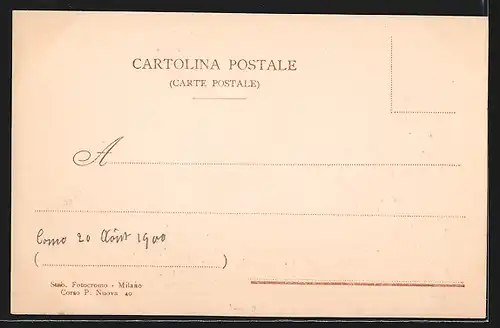 CARTOLINA POSTALE
(CARTE POSTALE)
A
Como 20 Août 1900
( )
Stab. Fotocromo - Milano
Corso P. Nuova 40